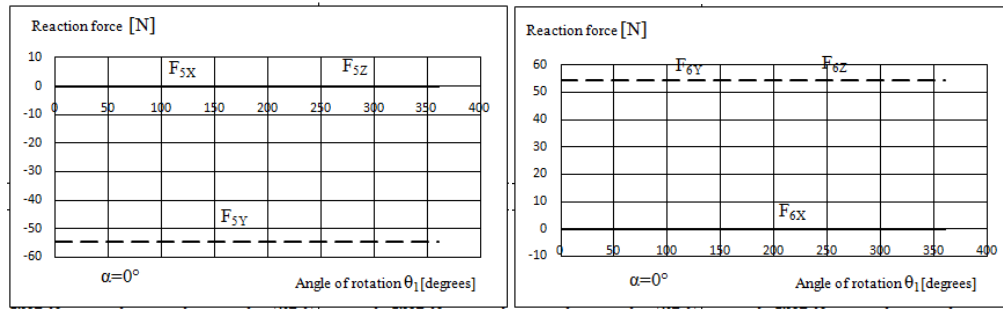 Reaction force [N]
10
F5X F5Z
0
0 50 100 150 200 250 300 350 400
-10
-20
-30
-40
F5Y
-50
-60
α=0° Angle of rotation θ1[degrees]
Reaction force [N]
60
F6Y F6Z
50
40
30
20
10
F6X
0
0 50 100 150 200 250 300 350 400
-10
α=0° Angle of rotation θ1[degrees]